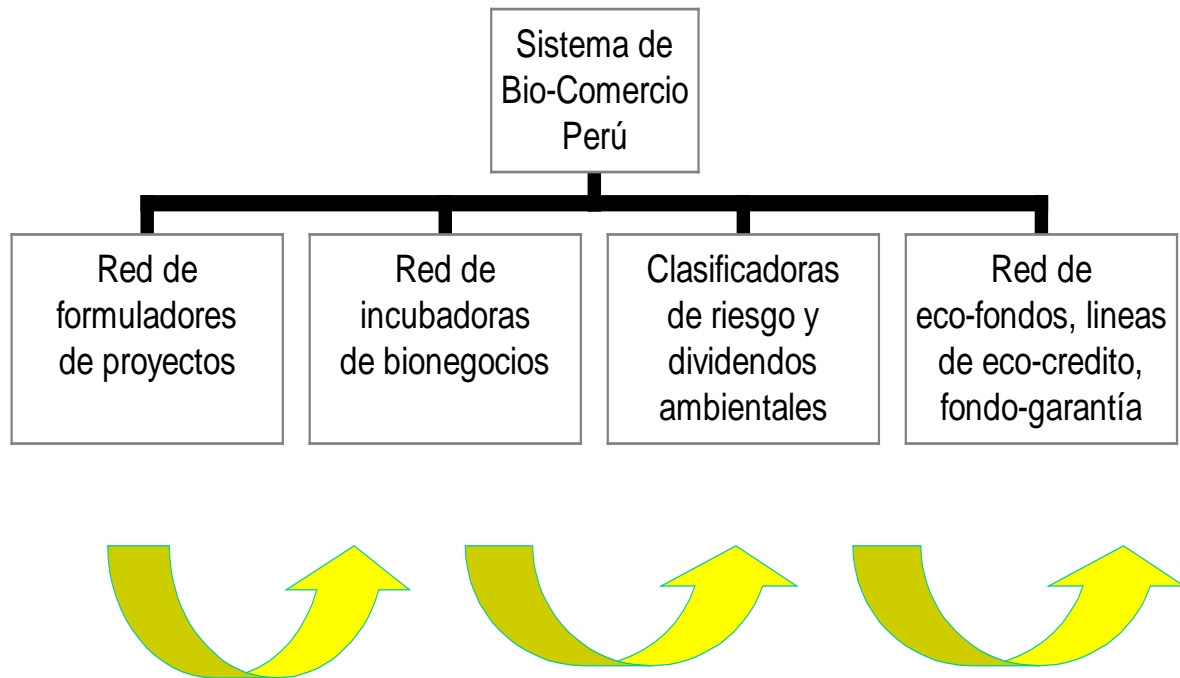 Sistema de
Bio-Comercio
Perú
Red de
formuladores
de proyectos
Red de
incubadoras
de bionegocios
Clasificadoras
de riesgo y
dividendos
ambientales
Red de
eco-fondos, lineas
de eco-credito,
fondo-garantía